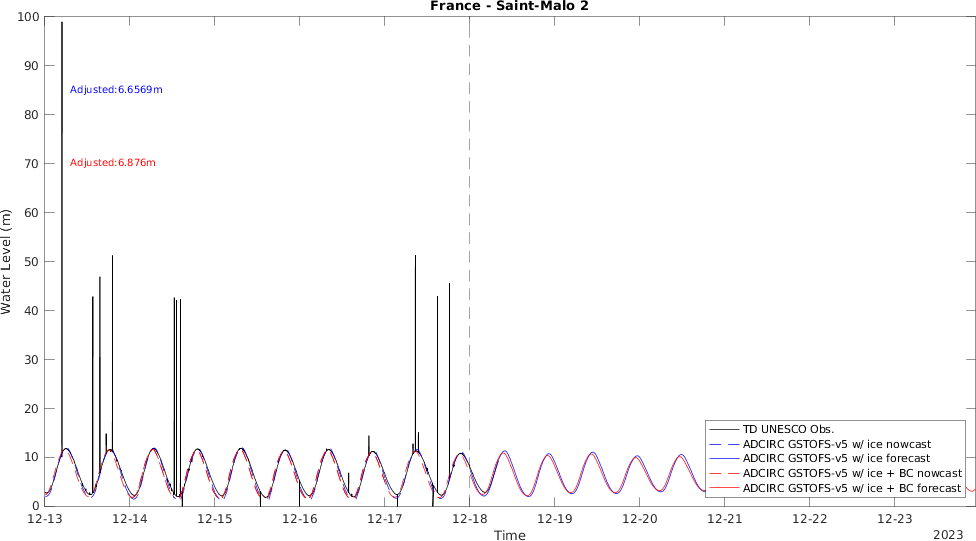 France - Saint-Malo 2
100
90
80
70
60
50
40
30
20
10
0
Water Level (m)
Adjusted:6.6569m
Adjusted:6.876m
TD UNESCO Obs.
ADCIRC GSTOFS-v5 w/ ice nowcast
ADCIRC GSTOFS-v5 w/ ice forecast
ADCIRC GSTOFS-v5 w/ ice + BC nowcast
ADCIRC GSTOFS-v5 w/ ice + BC forecast
12-13 12-14 12-15 12-16 12-17 12-18 12-19 12-20 12-21 12-22 12-23
Time
2023